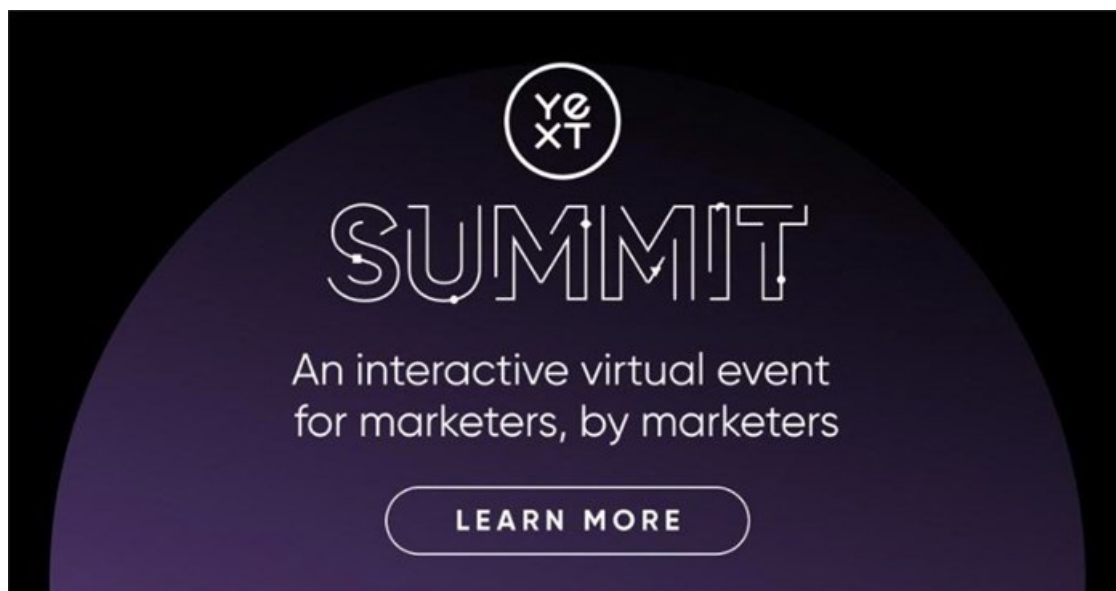 Yext
SUMMIT
An interactive virtual event
for marketers, by marketers
LEARN MORE